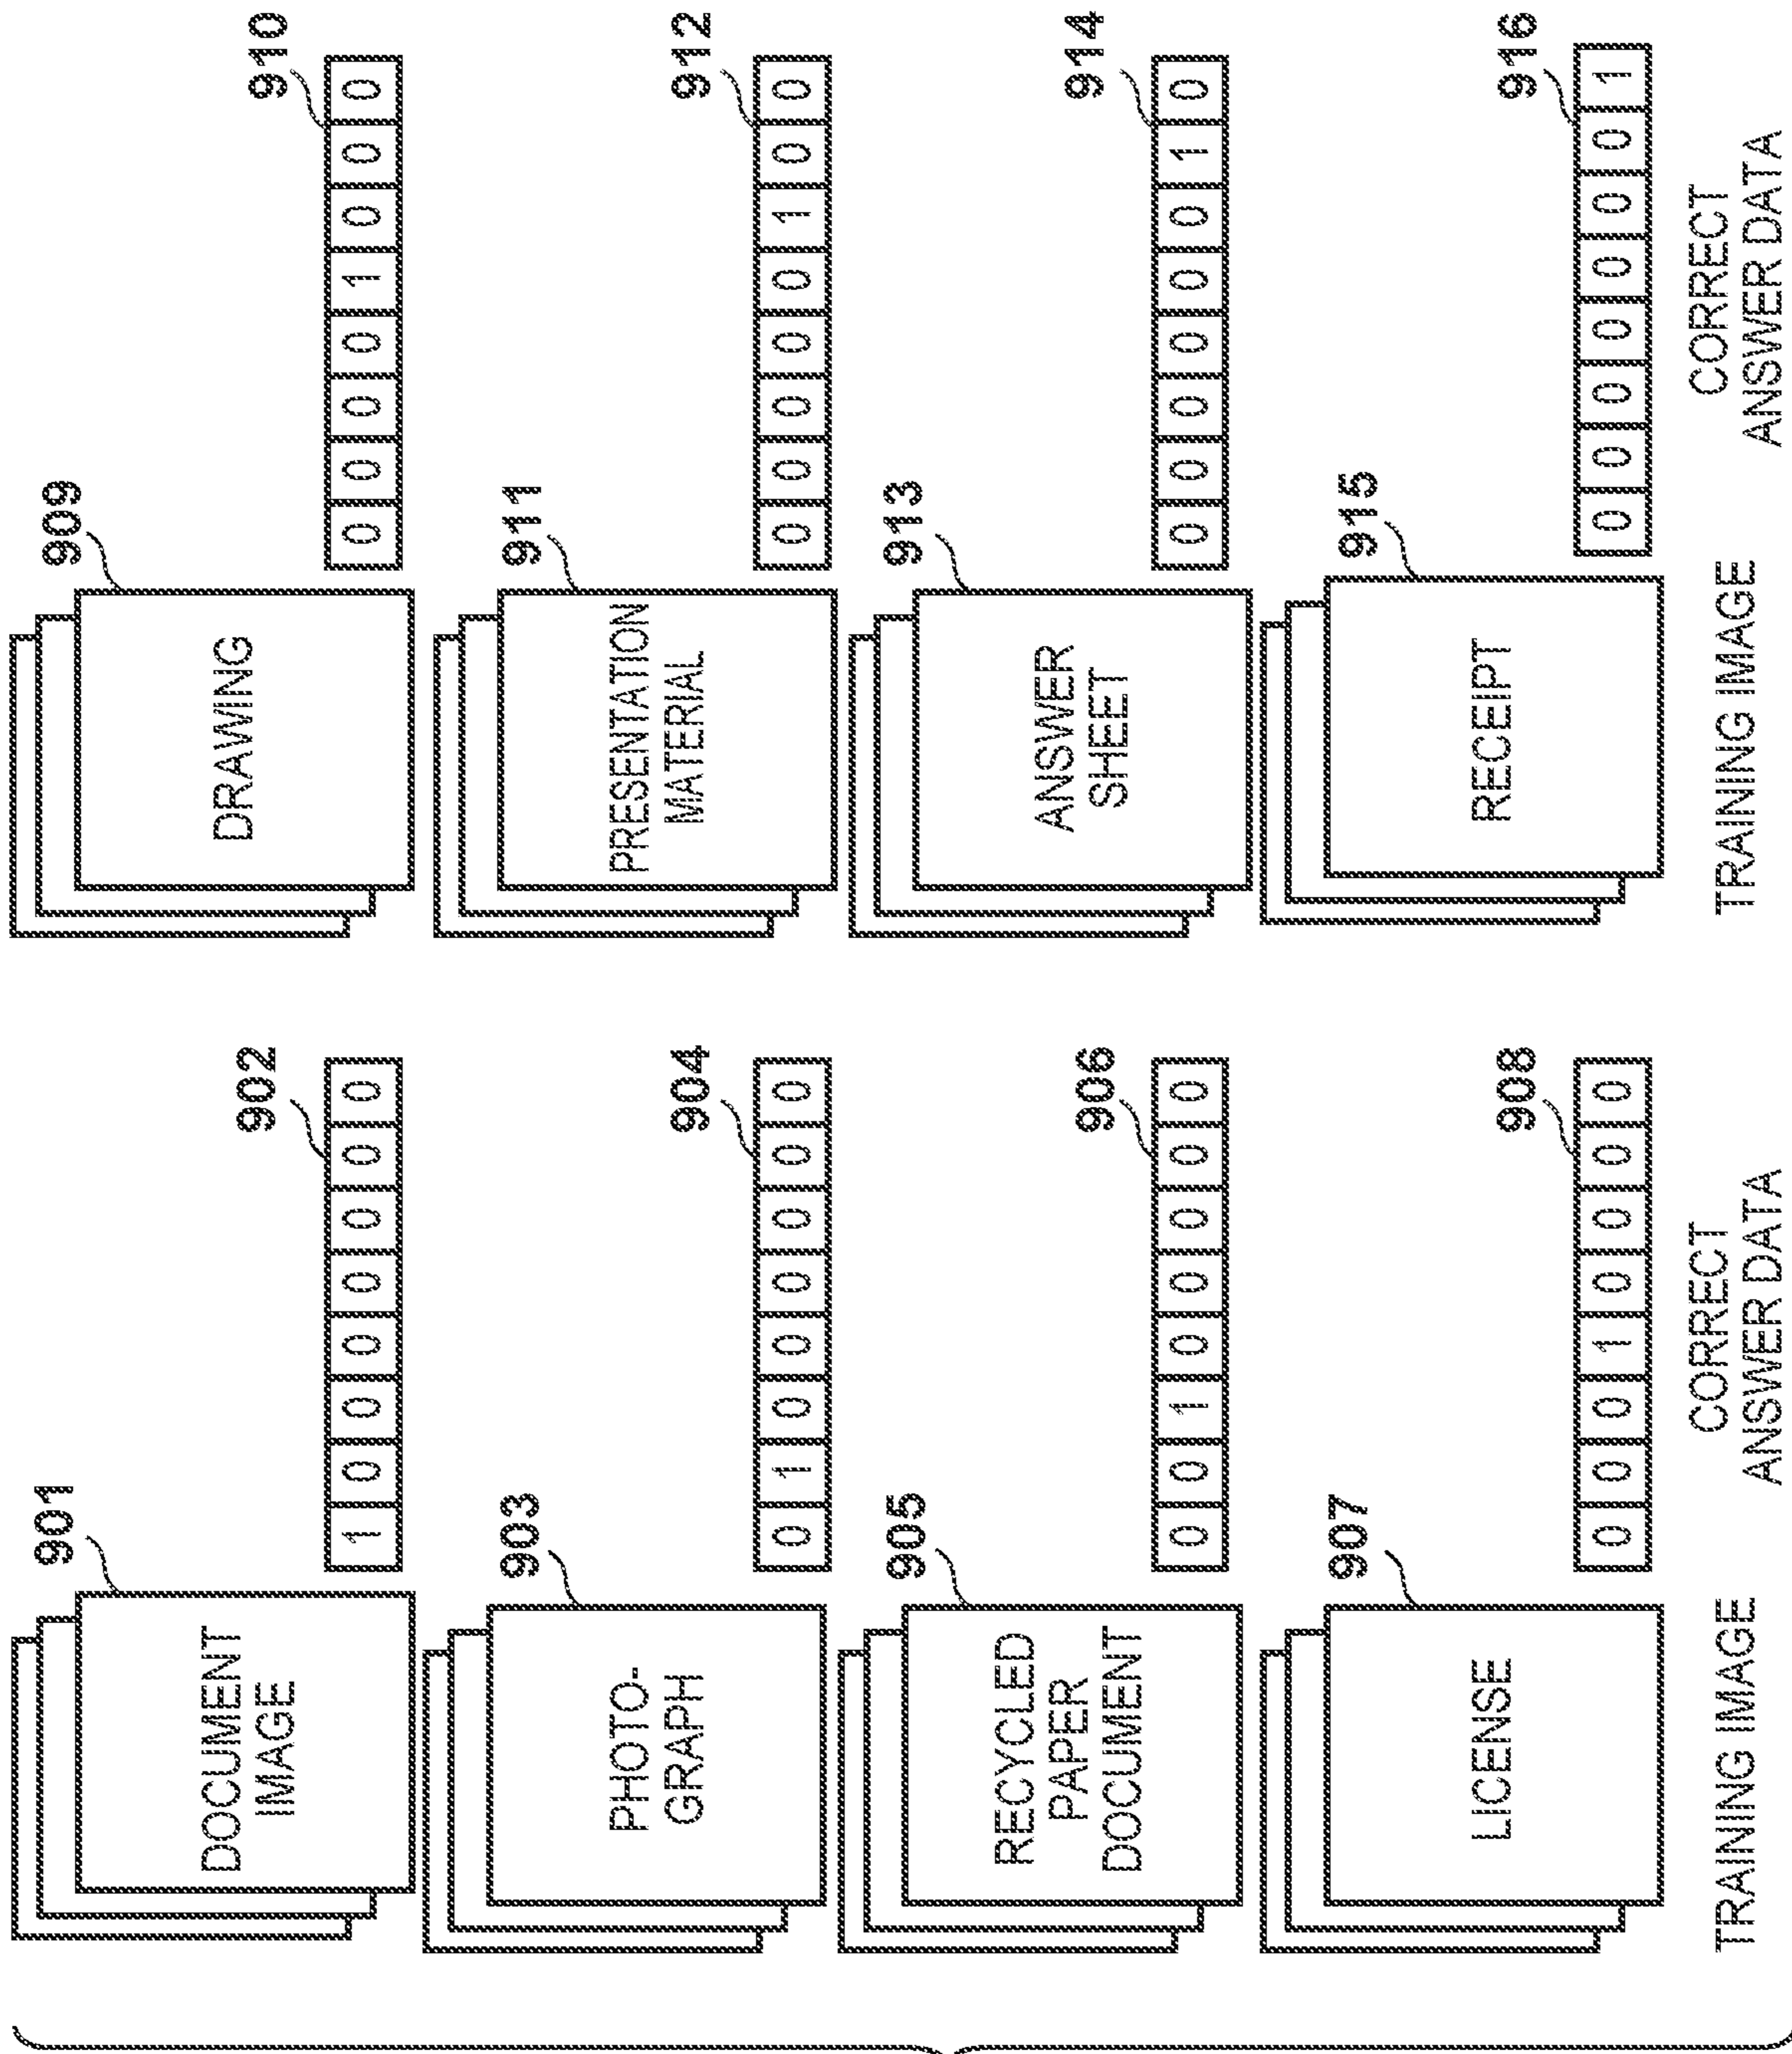 901
DOCUMENT
IMAGE
902
1 0 0 0 0 0 0 0
903
PHOTO-
GRAPH
904
0 1 0 0 0 0 0 0
905
RECYCLED
PAPER
DOCUMENT
906
0 0 1 0 0 0 0 0
907
LICENSE
908
0 0 0 1 0 0 0 0
TRAINING IMAGE
CORRECT
ANSWER DATA
909
DRAWING
910
0 0 0 0 1 0 0 0
911
PRESENTATION
MATERIAL
912
0 0 0 0 0 1 0 0
913
ANSWER
SHEET
914
0 0 0 0 0 0 1 0
915
RECEIPT
916
0 0 0 0 0 0 0 1
TRAINING IMAGE
CORRECT
ANSWER DATA